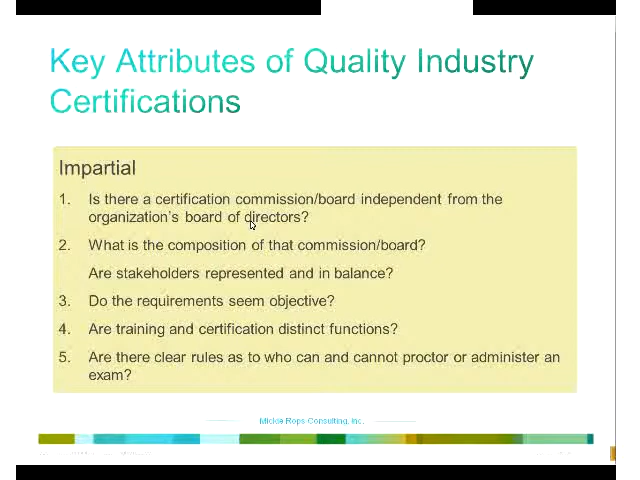 Key Attributes of Quality Industry
Certifications
Impartial
1. Is there a certification commission/board independent from the
organization's board of directors?
2. What is the composition of that commission/board?
Are stakeholders represented and in balance?
3. Do the requirements seem objective?
4. Are training and certification distinct functions?
5. Are there clear rules as to who can and cannot proctor or administer an
exam?
Mickie Rops Consulting, Inc.